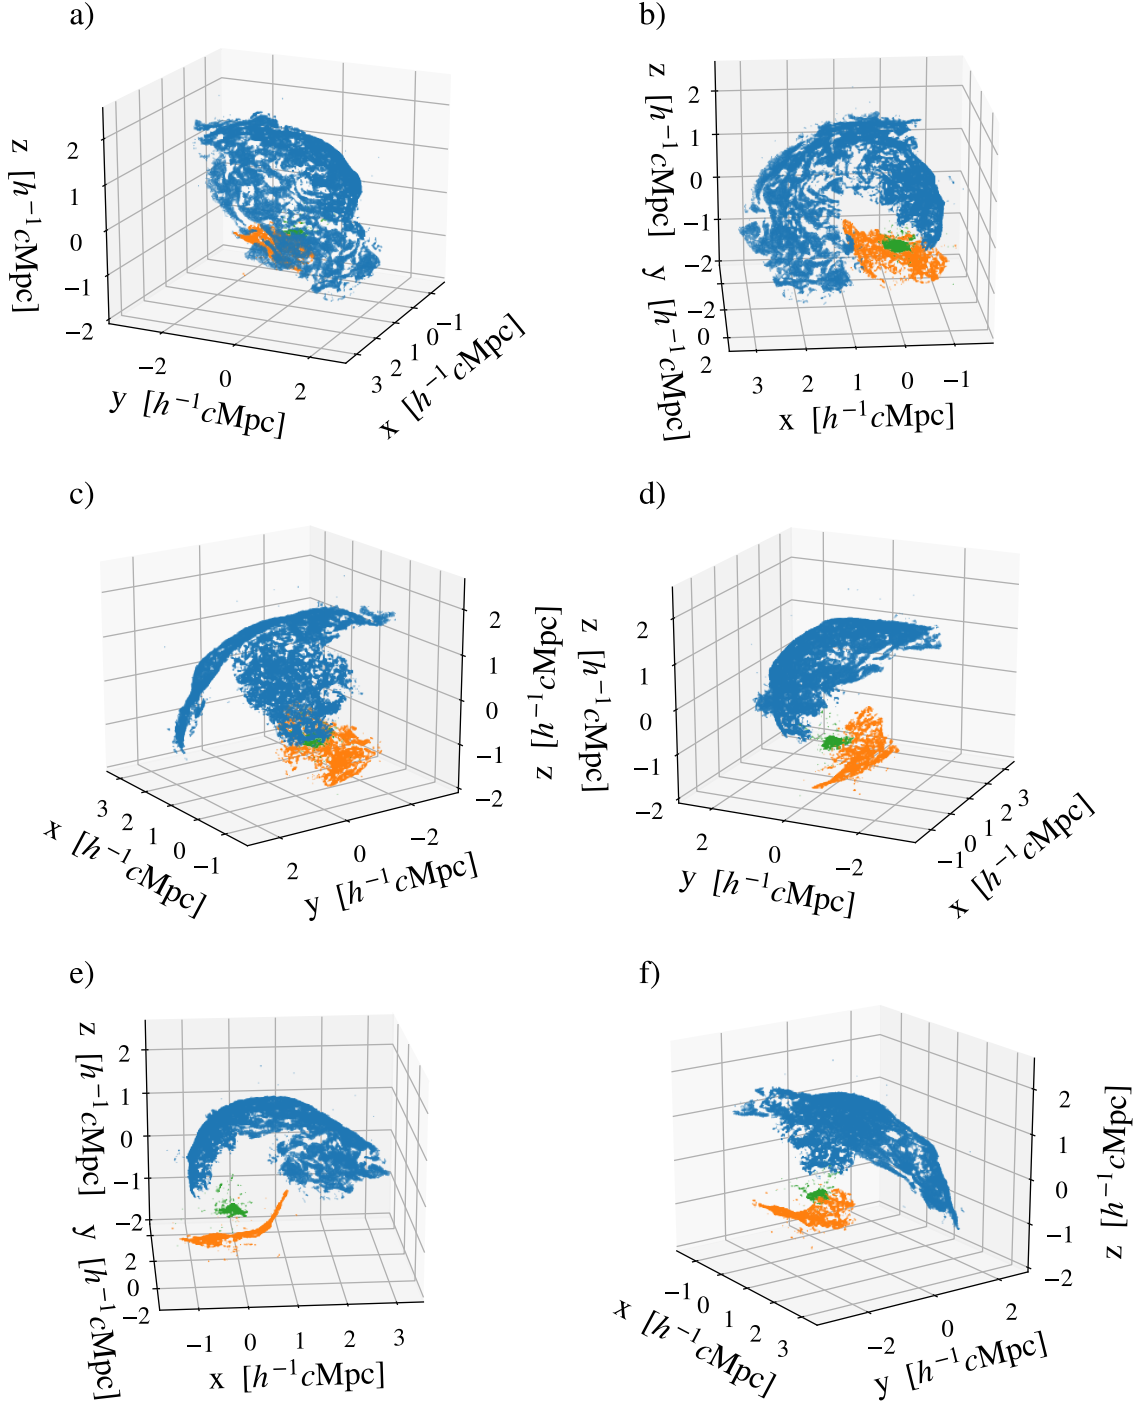 a)
z [h⁻¹cMpc]
2
1
0
−1
−2
−2
0
2
y [h⁻¹cMpc]
3 2 1 0 −1
x [h⁻¹cMpc]
b)
z [h⁻¹cMpc]
2
1
0
−1
−2
y [h⁻¹cMpc]
−2
0
2
3 2 1 0 −1
x [h⁻¹cMpc]
c)
z [h⁻¹cMpc]
2
1
0
−1
−2
3 2 1 0 −1
x [h⁻¹cMpc]
2 0 −2
y [h⁻¹cMpc]
d)
z [h⁻¹cMpc]
2
1
0
−1
−2
2 0 −2
y [h⁻¹cMpc]
−1 0 1 2 3
x [h⁻¹cMpc]
e)
z [h⁻¹cMpc]
2
1
0
−1
−2
y [h⁻¹cMpc]
2
0
−2
−1 0 1 2 3
x [h⁻¹cMpc]
f)
z [h⁻¹cMpc]
2
1
0
−1
−2
−1 0 1 2 3
x [h⁻¹cMpc]
−2 0 2
y [h⁻¹cMpc]